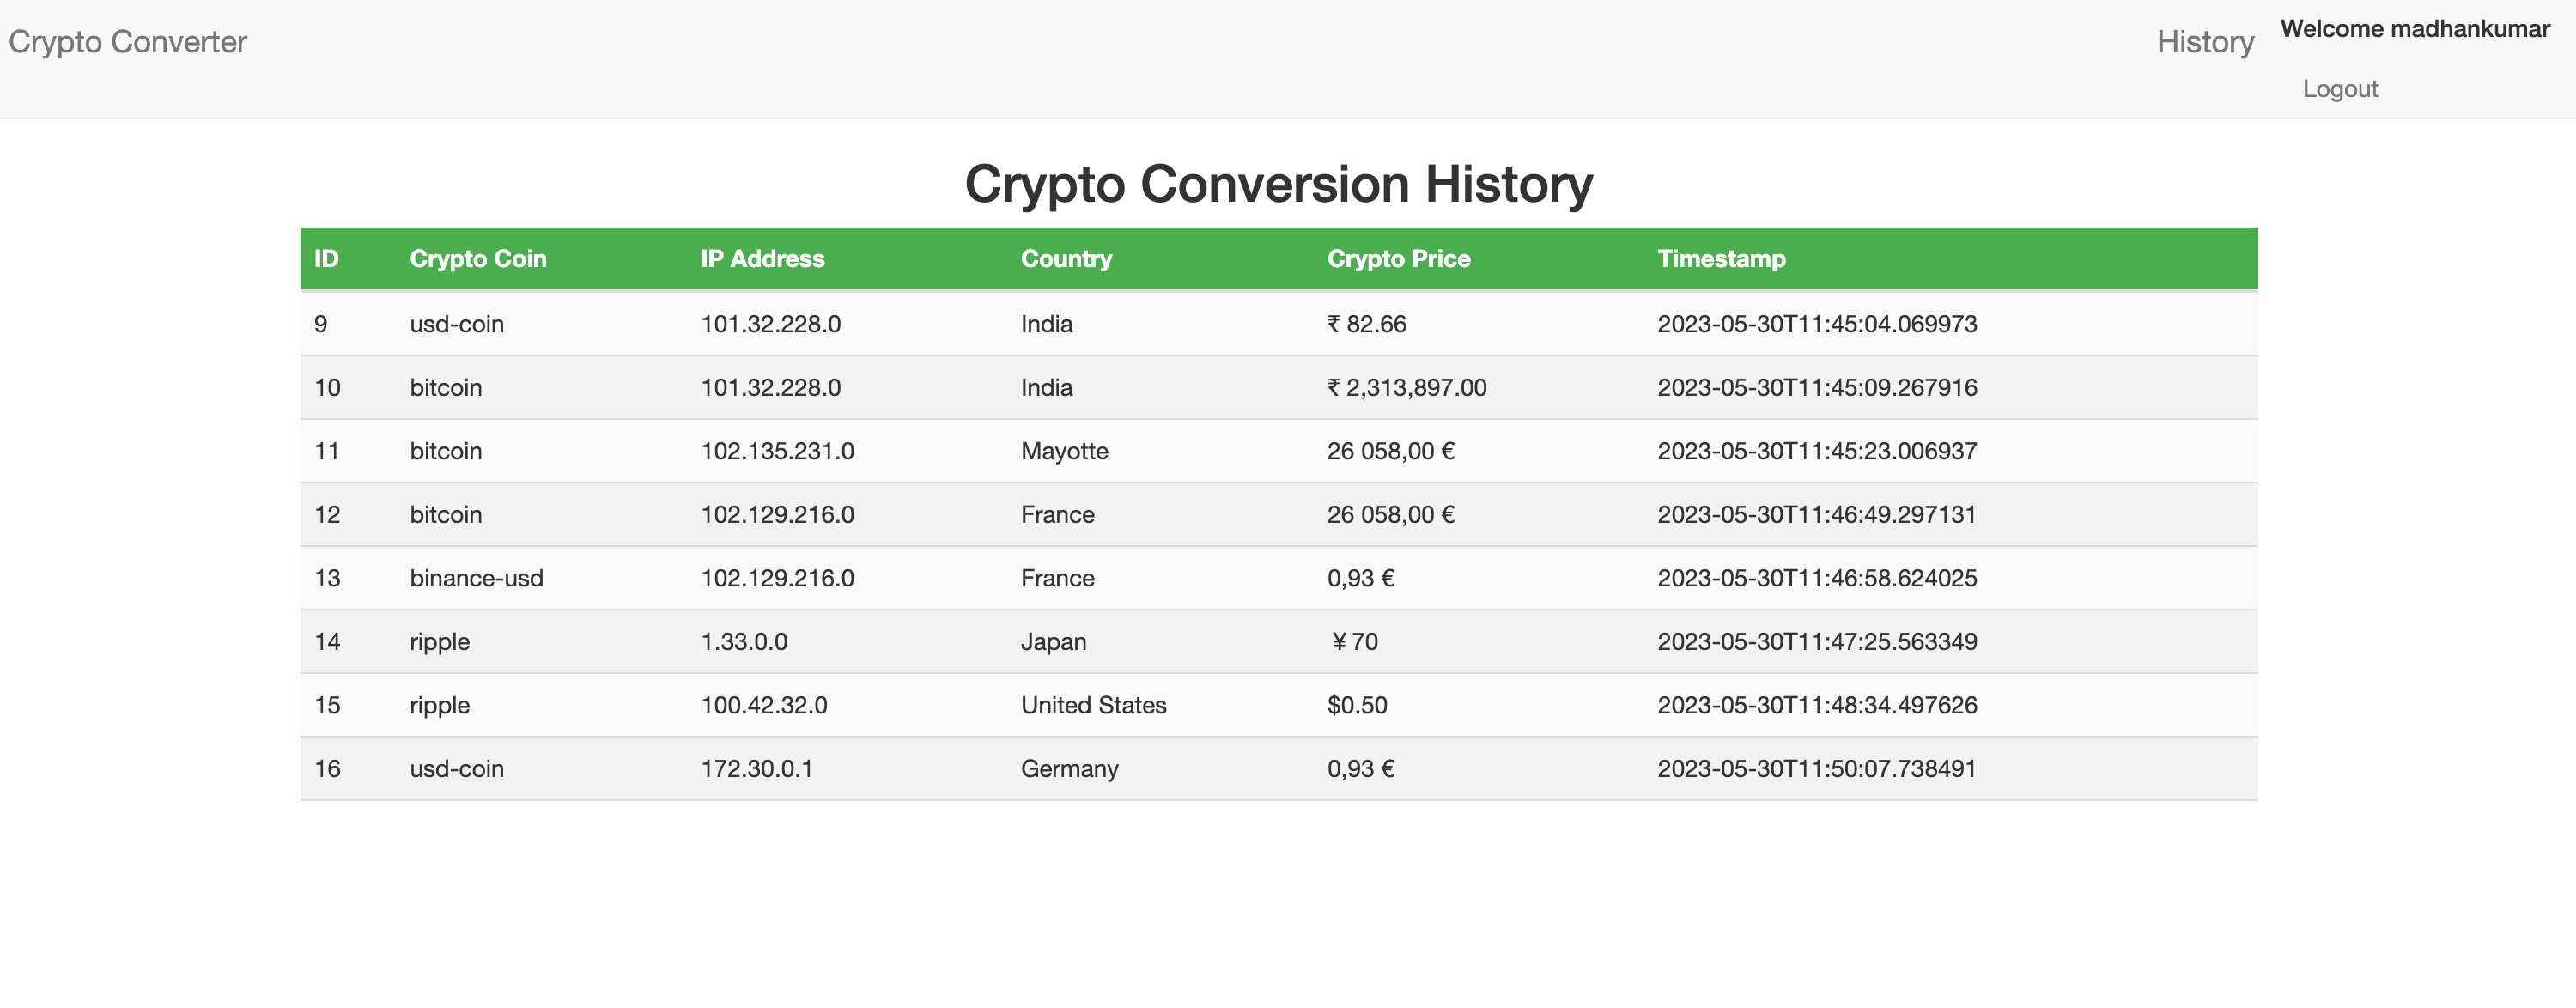 Crypto Converter
History
Welcome madhankumar
Logout
Crypto Conversion History
ID Crypto Coin IP Address Country Crypto Price Timestamp
9 usd-coin 101.32.228.0 India ₹ 82.66 2023-05-30T11:45:04.069973
10 bitcoin 101.32.228.0 India ₹ 2,313,897.00 2023-05-30T11:45:09.267916
11 bitcoin 102.135.231.0 Mayotte 26 058,00 € 2023-05-30T11:45:23.006937
12 bitcoin 102.129.216.0 France 26 058,00 € 2023-05-30T11:46:49.297131
13 binance-usd 102.129.216.0 France 0,93 € 2023-05-30T11:46:58.624025
14 ripple 1.33.0.0 Japan ￥70 2023-05-30T11:47:25.563349
15 ripple 100.42.32.0 United States $0.50 2023-05-30T11:48:34.497626
16 usd-coin 172.30.0.1 Germany 0,93 € 2023-05-30T11:50:07.738491